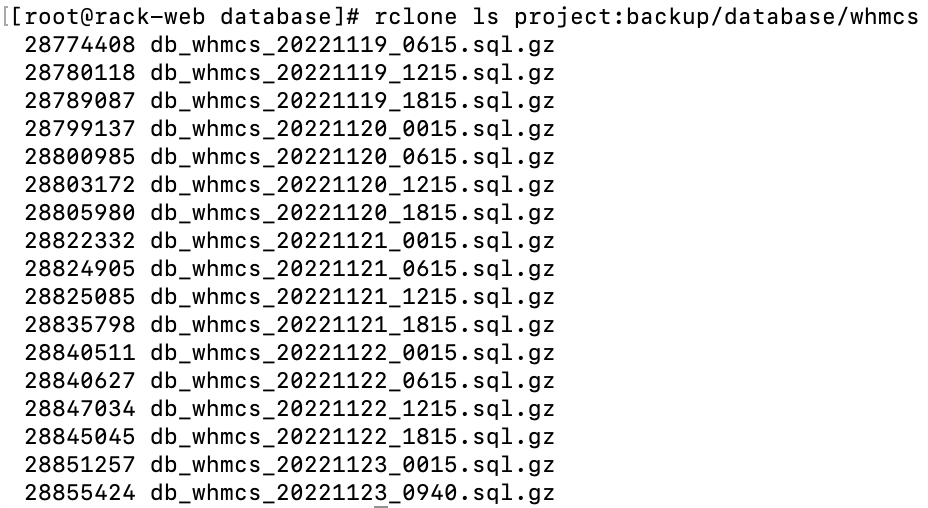 [[root@rack-web database]# rclone ls project:backup/database/whmcs
28774408 db_whmcs_20221119_0615.sql.gz
28780118 db_whmcs_20221119_1215.sql.gz
28789087 db_whmcs_20221119_1815.sql.gz
28799137 db_whmcs_20221120_0015.sql.gz
28800985 db_whmcs_20221120_0615.sql.gz
28803172 db_whmcs_20221120_1215.sql.gz
28805980 db_whmcs_20221120_1815.sql.gz
28822332 db_whmcs_20221121_0015.sql.gz
28824905 db_whmcs_20221121_0615.sql.gz
28825085 db_whmcs_20221121_1215.sql.gz
28835798 db_whmcs_20221121_1815.sql.gz
28840511 db_whmcs_20221122_0015.sql.gz
28840627 db_whmcs_20221122_0615.sql.gz
28847034 db_whmcs_20221122_1215.sql.gz
28845045 db_whmcs_20221122_1815.sql.gz
28851257 db_whmcs_20221123_0015.sql.gz
28855424 db_whmcs_20221123_0940.sql.gz